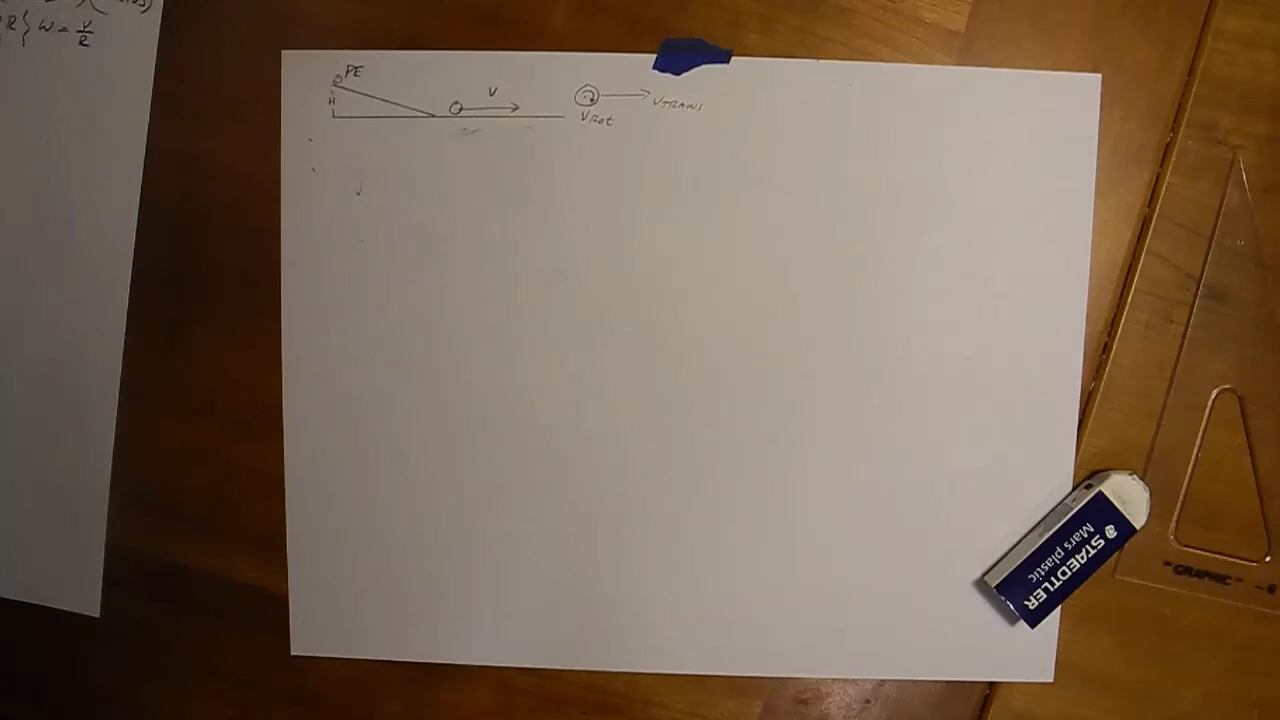 R } W = V/R
PE
H
V
VTRANS
VRot
STAEDTLER
Mars plastic
"GRAPHIC"